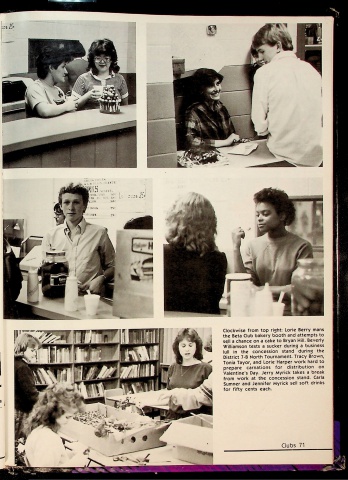 Clockwise from top right: Lorie Berry mans
the Beta Club bakery booth and attempts to
sell a chance on a cake to Bryan Hill. Beverly
Williamson tests a sucker during a business
lull in the concession stand during the
District 7-8 North Tournament. Tracy Brown,
Tonia Taylor, and Lorie Harper work hard to
prepare carnations for distribution on
Valentine's Day. Jerry Myrick takes a break
from work at the concession stand. Carla
Sumner and Jennifer Myrick sell soft drinks
for fifty cents each.
Clubs 71